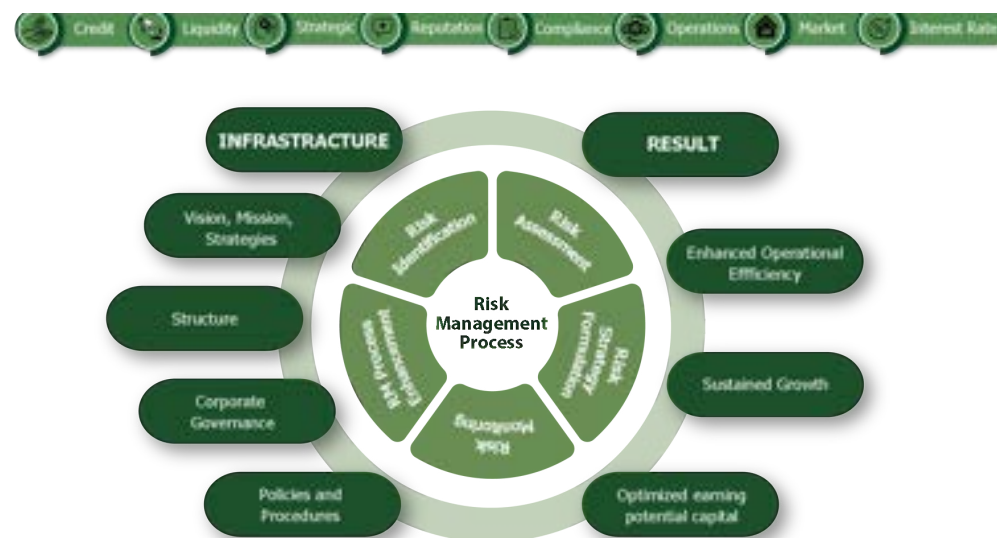 Credit Liquidity Strategic Reputation Compliance Operations Market Interest Rate
INFRASTRACTURE
RESULT
Vision, Mission,
Strategies
Structure
Corporate
Governance
Policies and
Procedures
Risk
Identification
Risk
Assessment
Risk
Strategy
Formulation
Risk
Monitoring
RM Process
Enhancement
Risk
Management
Process
Enhanced Operational
Effficiency
Sustained Growth
Optimized earning
potential capital